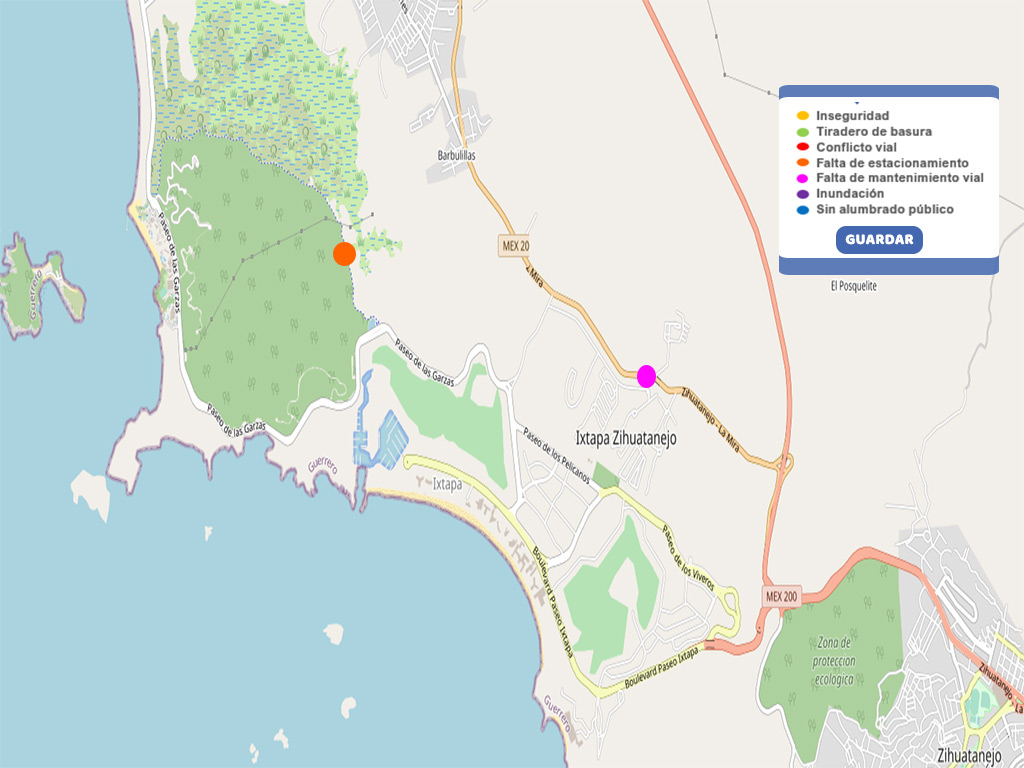 les
Barbulillas
MEX 20
Z Mira
Paseo de las Garzas
Guerrero
Inseguridad
Tiradero de basura
Conflicto vial
Falta de estacionamiento
Falta de mantenimiento vial
Inundación
Sin alumbrado público
GUARDAR
El Posquelite
Paseo de las Garzas
Zihuatanejo - La Mira
Paseo de las Garzas
Paseo de los Pelicanos
Ixtapa Zihuatanejo
Guerrero
Ixtapa
Paseo de los Viveros
Boulevard Paseo Ixtapa
MEX 200
Zona de
proteccion
ecologica
Boulevard Paseo Ixtapa
Zihuatanejo - La
Guerrero
Zihuatanejo